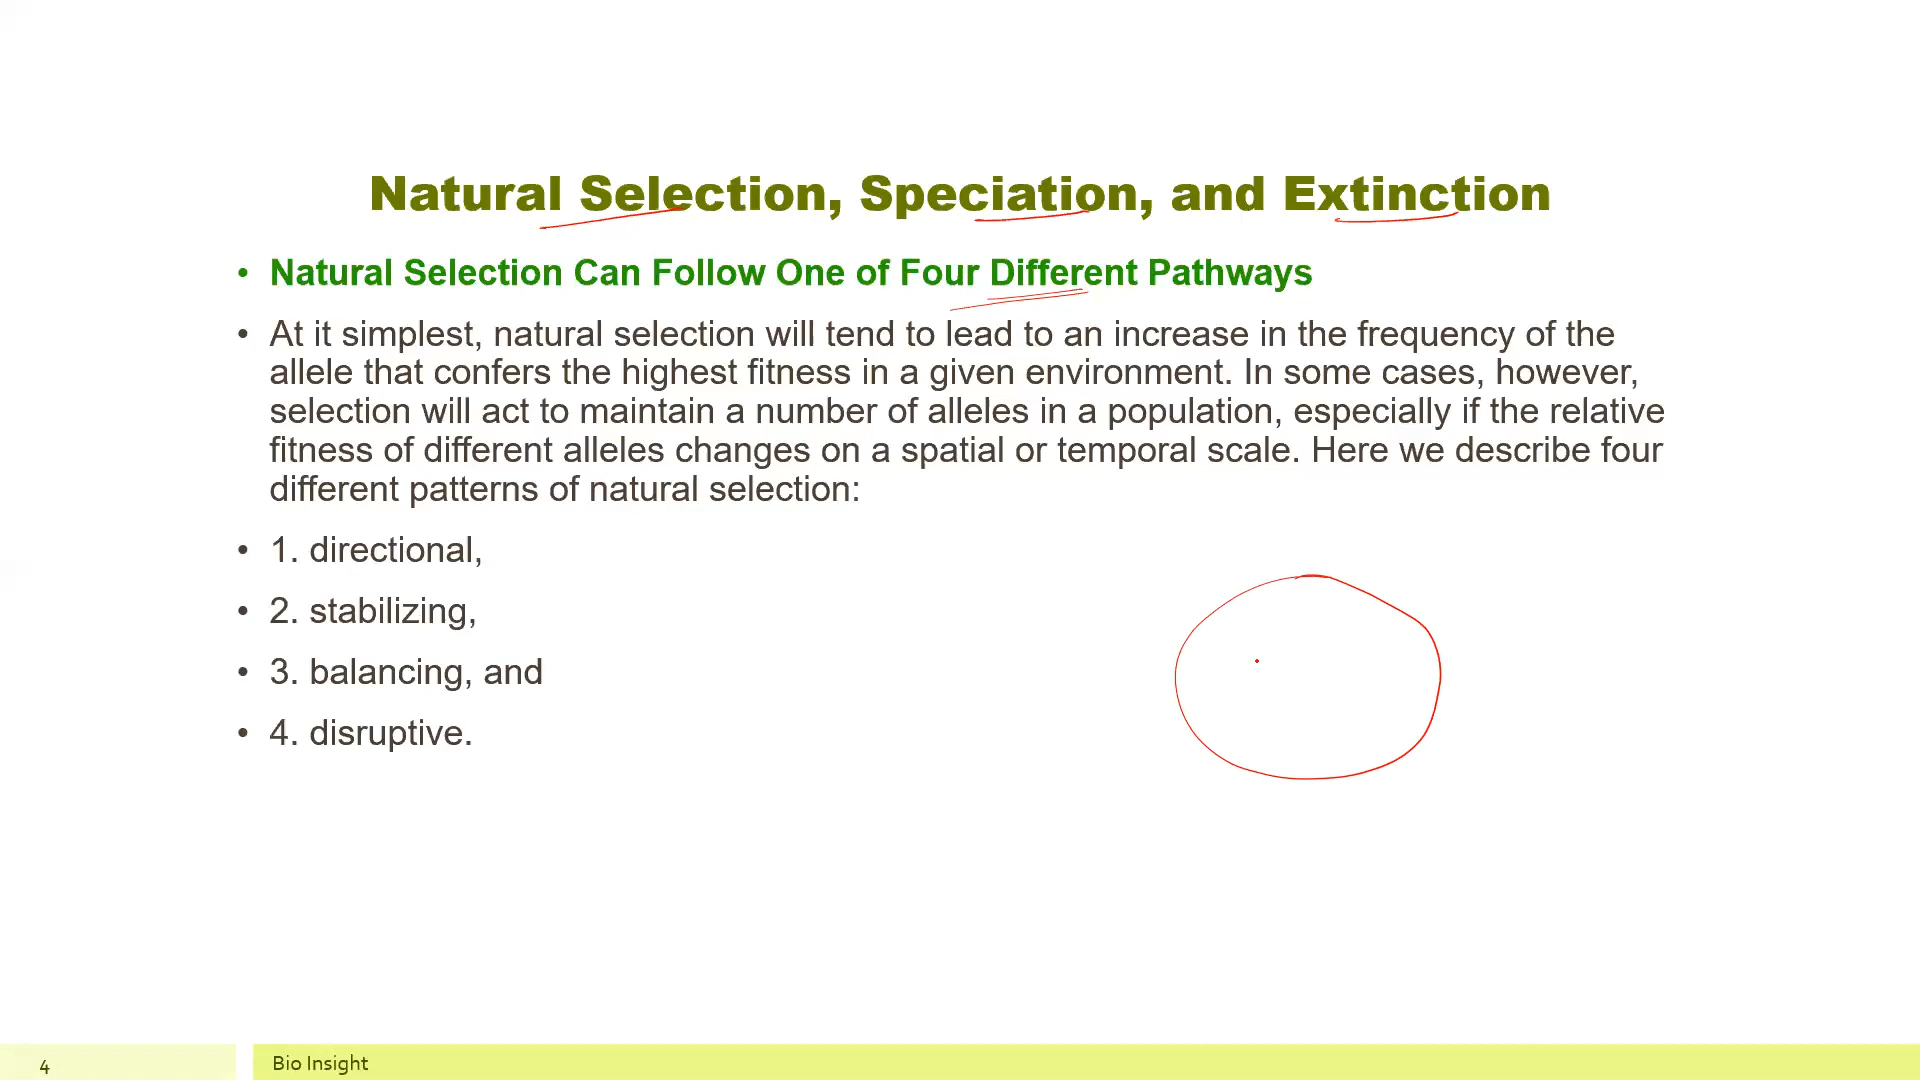 Natural Selection, Speciation, and Extinction
• Natural Selection Can Follow One of Four Different Pathways
• At it simplest, natural selection will tend to lead to an increase in the frequency of the
allele that confers the highest fitness in a given environment. In some cases, however,
selection will act to maintain a number of alleles in a population, especially if the relative
fitness of different alleles changes on a spatial or temporal scale. Here we describe four
different patterns of natural selection:
• 1. directional,
• 2. stabilizing,
• 3. balancing, and
• 4. disruptive.
4
Bio Insight